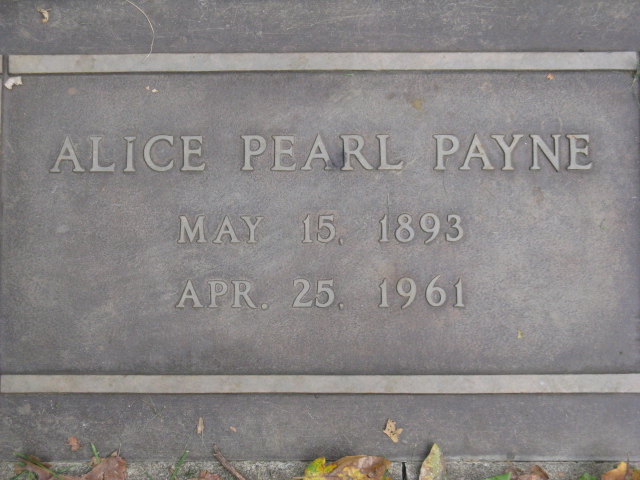 ALICE PEARL PAYNE
MAY 15, 1893
APR. 25, 1961